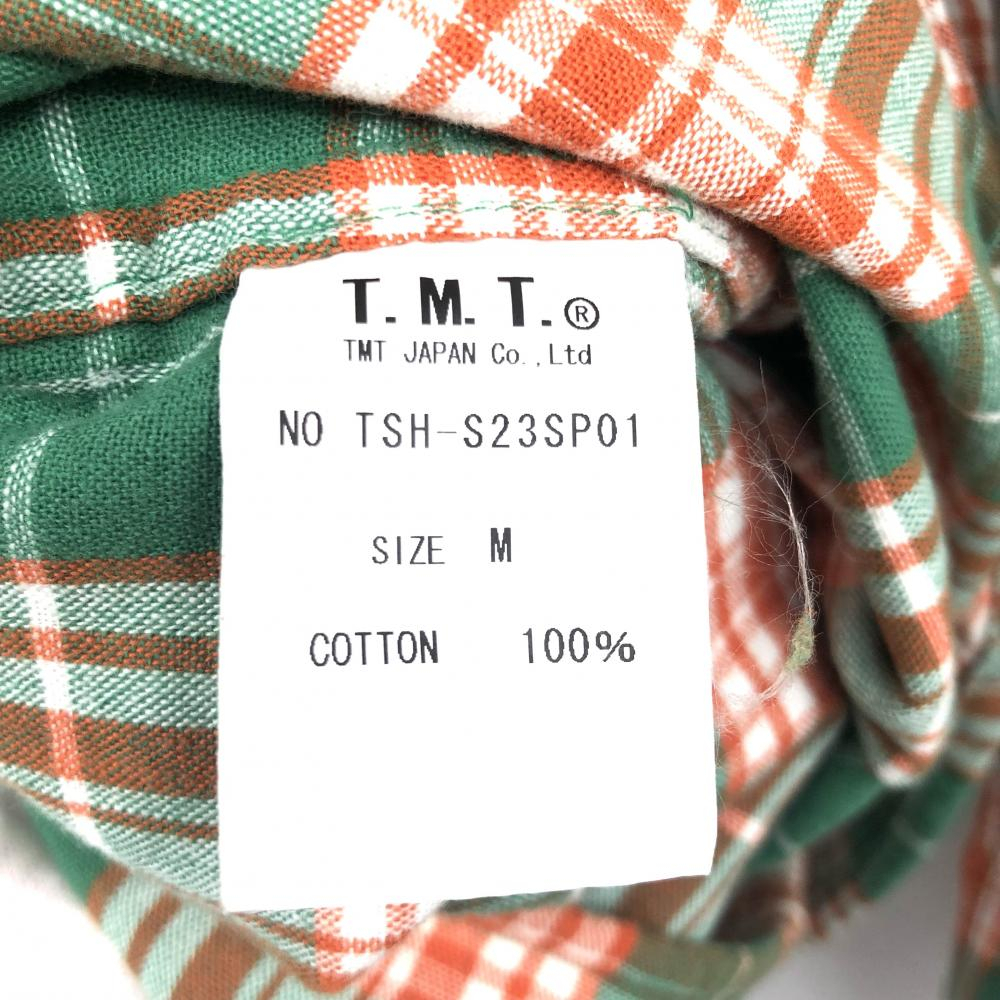 T. M. T. ®
TMT JAPAN Co.,Ltd
NO TSH-S23SP01
SIZE M
COTTON 100%